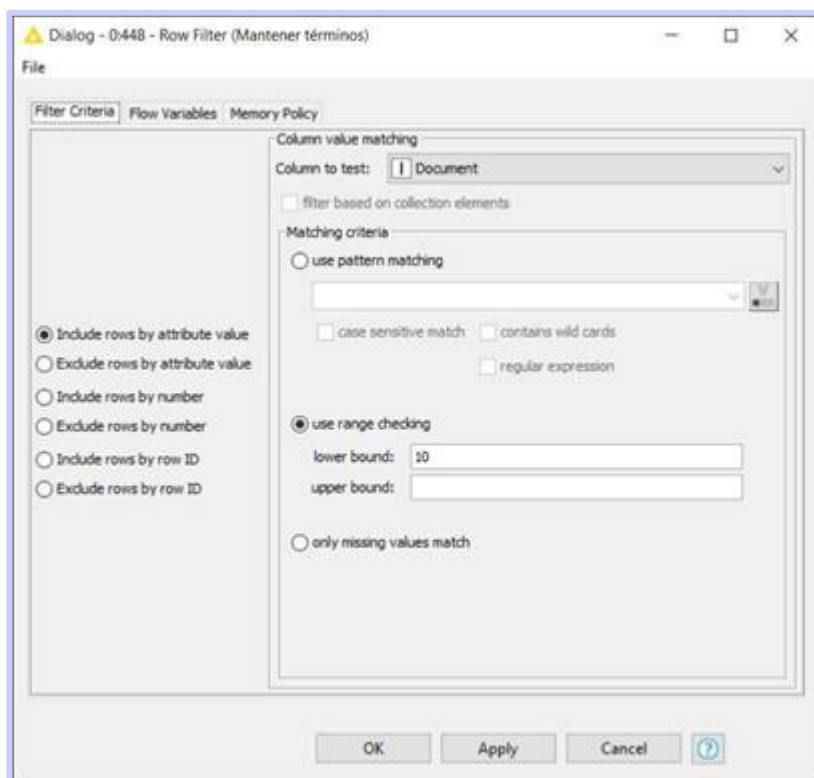 Dialog - 0:448 - Row Filter (Mantener términos)
File
Filter Criteria Flow Variables Memory Policy
Column value matching
Column to test: I Document
filter based on collection elements
Matching criteria
use pattern matching
case sensitive match contains wild cards
regular expression
Include rows by attribute value
Exclude rows by attribute value
Include rows by number
Exclude rows by number
Include rows by row ID
Exclude rows by row ID
use range checking
lower bound: 10
upper bound:
only missing values match
OK Apply Cancel ?